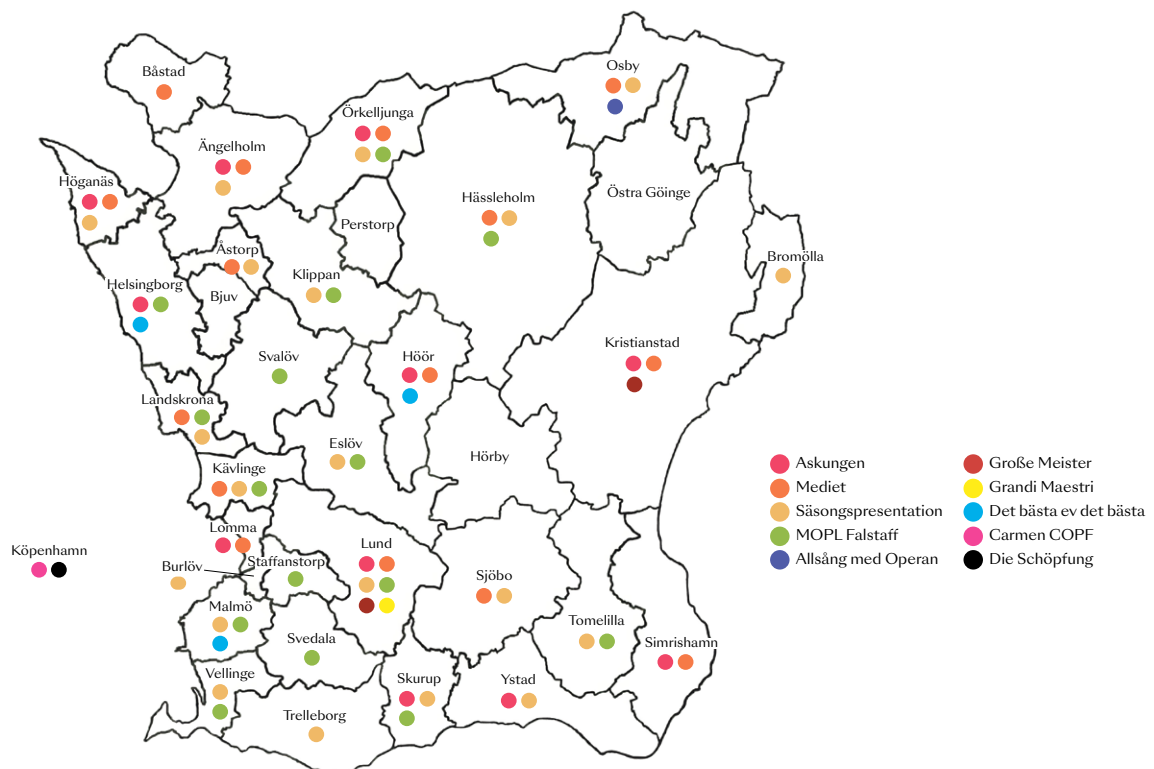 Båstad
Osby
Örkelljunga
Ängelholm
Höganäs
Östra Göinge
Hässleholm
Perstorp
Åstorp
Bromölla
Klippan
Helsingborg
Bjuv
Kristianstad
Svalöv
Höör
Landskrona
Eslöv
Hörby
Kävlinge
Lomma
Köpenhamn
Lund
Staffanstorp
Burlöv
Sjöbo
Malmö
Tomelilla
Svedala
Simrishamn
Vellinge
Skurup
Ystad
Trelleborg
Askungen
Mediet
Säsongspresentation
MOPL Falstaff
Allsång med Operan
Große Meister
Grandi Maestri
Det bästa ev det bästa
Carmen COPF
Die Schöpfung